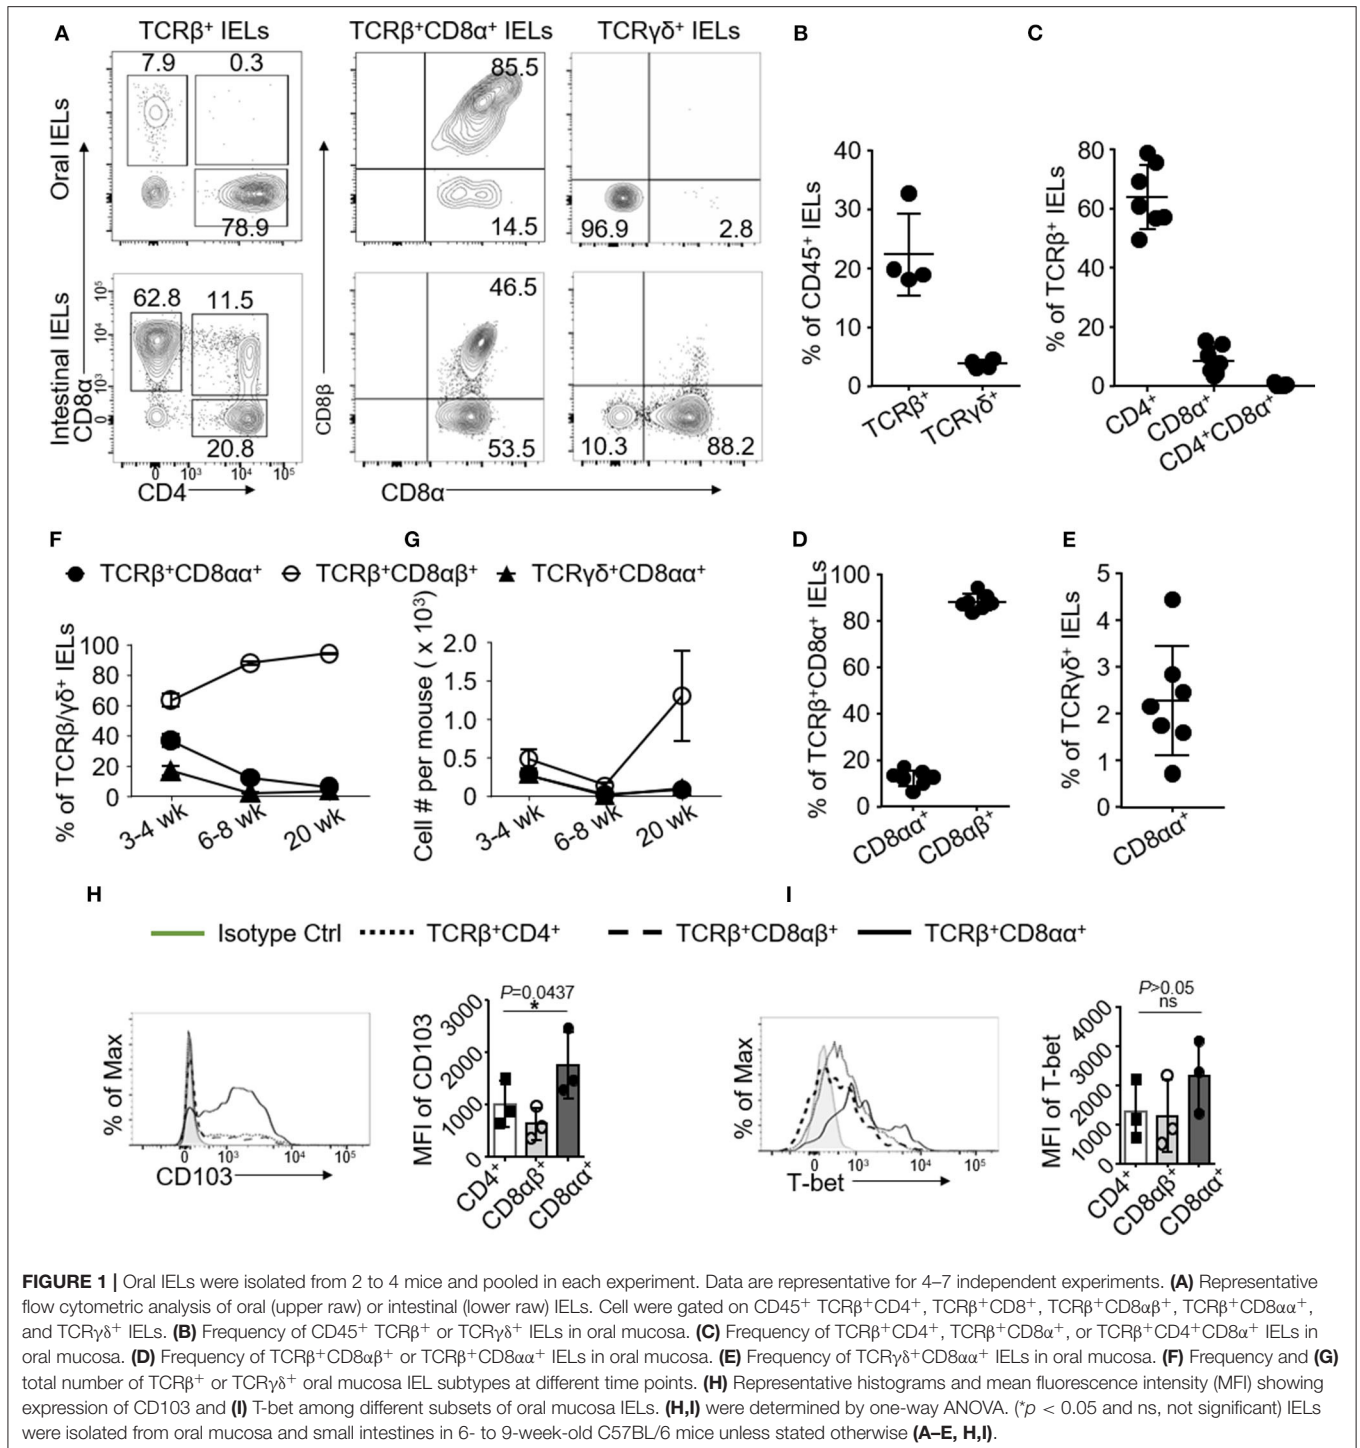 A
TCRβ⁺ IELs
TCRβ⁺CD8α⁺ IELs
TCRγδ⁺ IELs
Oral IELs
7.9
0.3
78.9
85.5
14.5
96.9
2.8
Intestinal IELs
CD8α
10⁵
10⁴
10³
0
62.8
11.5
20.8
0 10³ 10⁴ 10⁵
CD4
CD8β
46.5
53.5
10.3
88.2
CD8α
B
% of CD45⁺ IELs
40
30
20
10
0
TCRβ⁺
TCRγδ⁺
C
% of TCRβ⁺ IELs
80
60
40
20
0
CD4⁺
CD8α⁺
CD4⁺CD8α⁺
F
G
TCRβ⁺CD8αα⁺
TCRβ⁺CD8αβ⁺
TCRγδ⁺CD8αα⁺
% of TCRβ/γδ⁺ IELs
100
80
60
40
20
0
3-4 wk
6-8 wk
20 wk
Cell # per mouse ( x 10³)
2.0
1.5
1.0
0.5
0
3-4 wk
6-8 wk
20 wk
D
% of TCRβ⁺CD8α⁺ IELs
100
80
60
40
20
0
CD8αα⁺
CD8αβ⁺
E
% of TCRγδ⁺ IELs
5
4
3
2
1
0
CD8αα⁺
H
I
Isotype Ctrl
TCRβ⁺CD4⁺
TCRβ⁺CD8αβ⁺
TCRβ⁺CD8αα⁺
% of Max
0 10³ 10⁴ 10⁵
CD103
P=0.0437
*
MFI of CD103
3000
2000
1000
0
CD4⁺
CD8αβ⁺
CD8αα⁺
% of Max
0 10³ 10⁴ 10⁵
T-bet
P>0.05
ns
MFI of T-bet
4000
3000
2000
1000
0
CD4⁺
CD8αβ⁺
CD8αα⁺
FIGURE 1 | Oral IELs were isolated from 2 to 4 mice and pooled in each experiment. Data are representative for 4–7 independent experiments. (A) Representative
flow cytometric analysis of oral (upper raw) or intestinal (lower raw) IELs. Cell were gated on CD45⁺ TCRβ⁺CD4⁺, TCRβ⁺CD8⁺, TCRβ⁺CD8αβ⁺, TCRβ⁺CD8αα⁺,
and TCRγδ⁺ IELs. (B) Frequency of CD45⁺ TCRβ⁺ or TCRγδ⁺ IELs in oral mucosa. (C) Frequency of TCRβ⁺CD4⁺, TCRβ⁺CD8α⁺, or TCRβ⁺CD4⁺CD8α⁺ IELs in
oral mucosa. (D) Frequency of TCRβ⁺CD8αβ⁺ or TCRβ⁺CD8αα⁺ IELs in oral mucosa. (E) Frequency of TCRγδ⁺CD8αα⁺ IELs in oral mucosa. (F) Frequency and (G)
total number of TCRβ⁺ or TCRγδ⁺ oral mucosa IEL subtypes at different time points. (H) Representative histograms and mean fluorescence intensity (MFI) showing
expression of CD103 and (I) T-bet among different subsets of oral mucosa IELs. (H,I) were determined by one-way ANOVA. (*p < 0.05 and ns, not significant) IELs
were isolated from oral mucosa and small intestines in 6- to 9-week-old C57BL/6 mice unless stated otherwise (A–E, H,I).